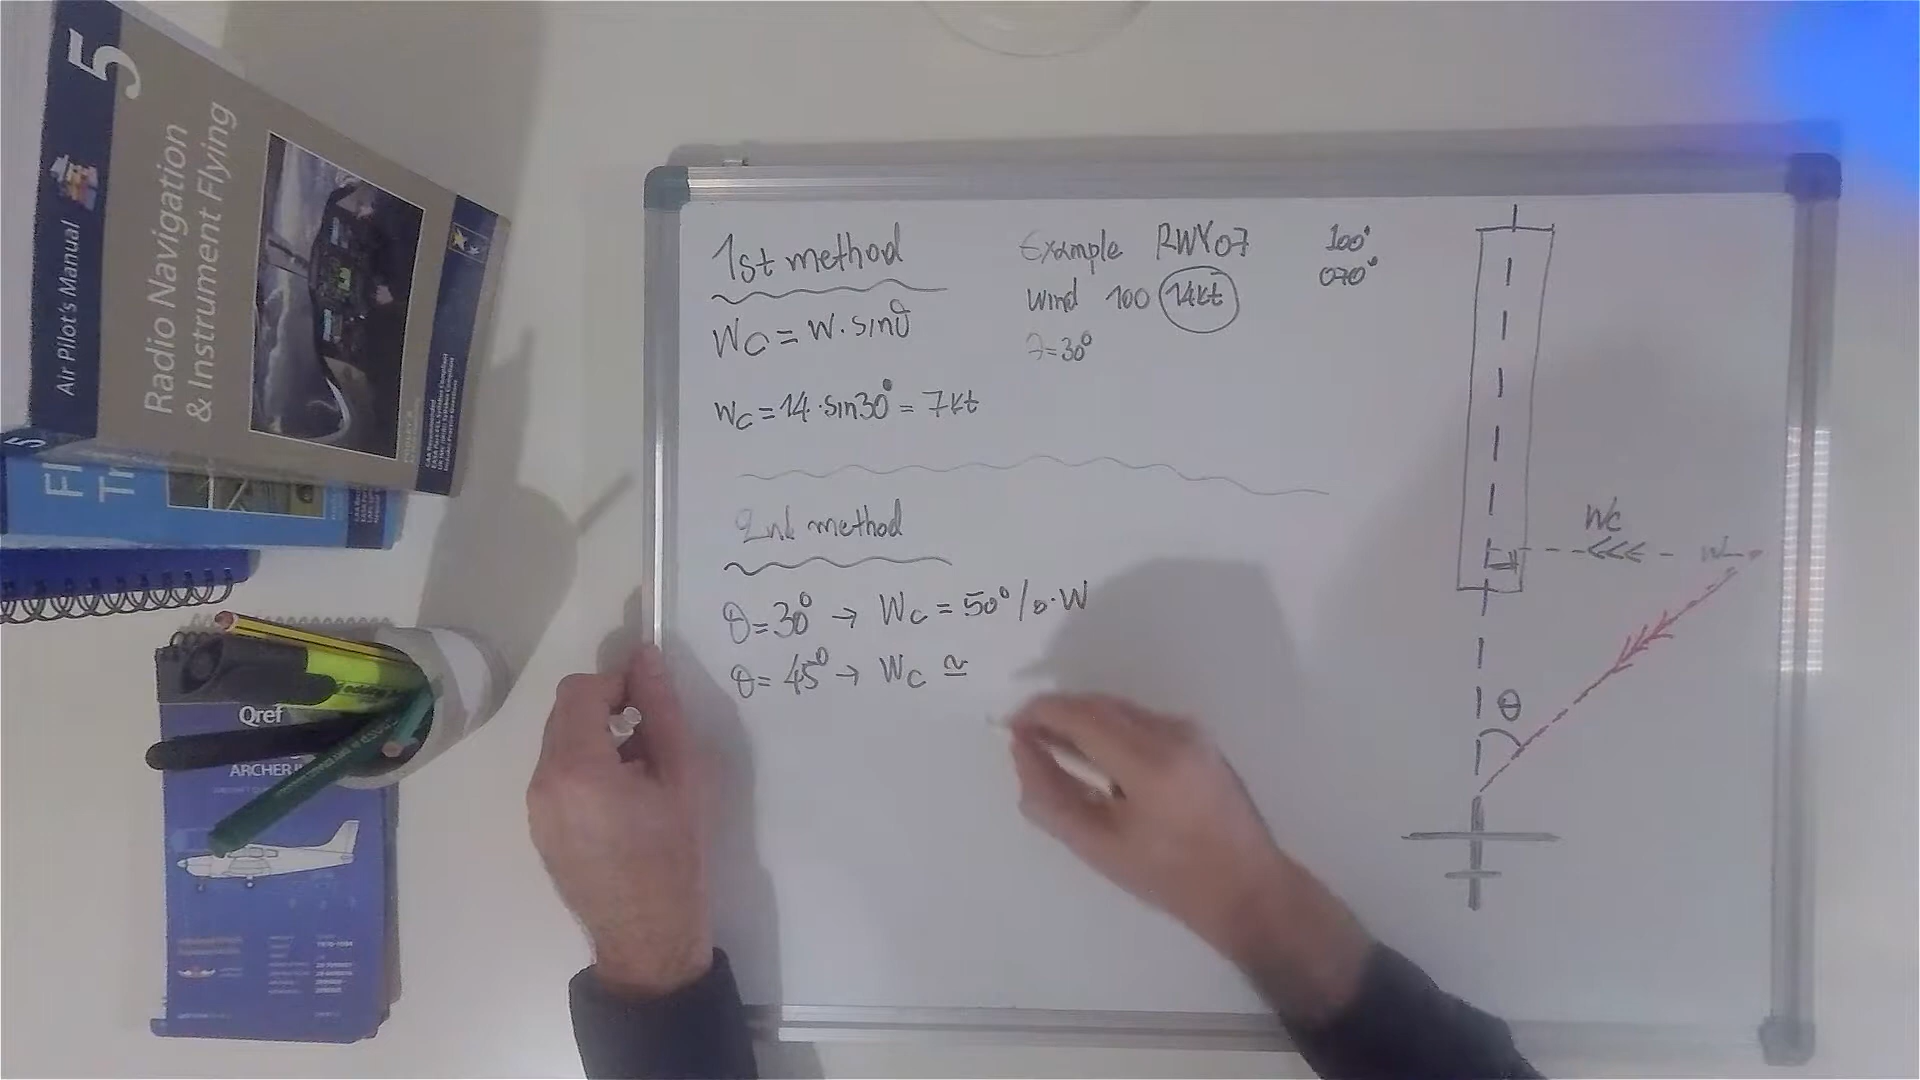 5
Radio Navigation
& Instrument Flying
Air Pilot's Manual
5
Qref
ARCHER
1st method
Wc = W·sinθ
Wc = 14·sin30° = 7kt
Example RWY07
Wind 100 14kt
θ=30°
100°
070°
2nd method
θ=30° → Wc = 50% · W
θ= 45° → Wc ≃
Wc
W
θ